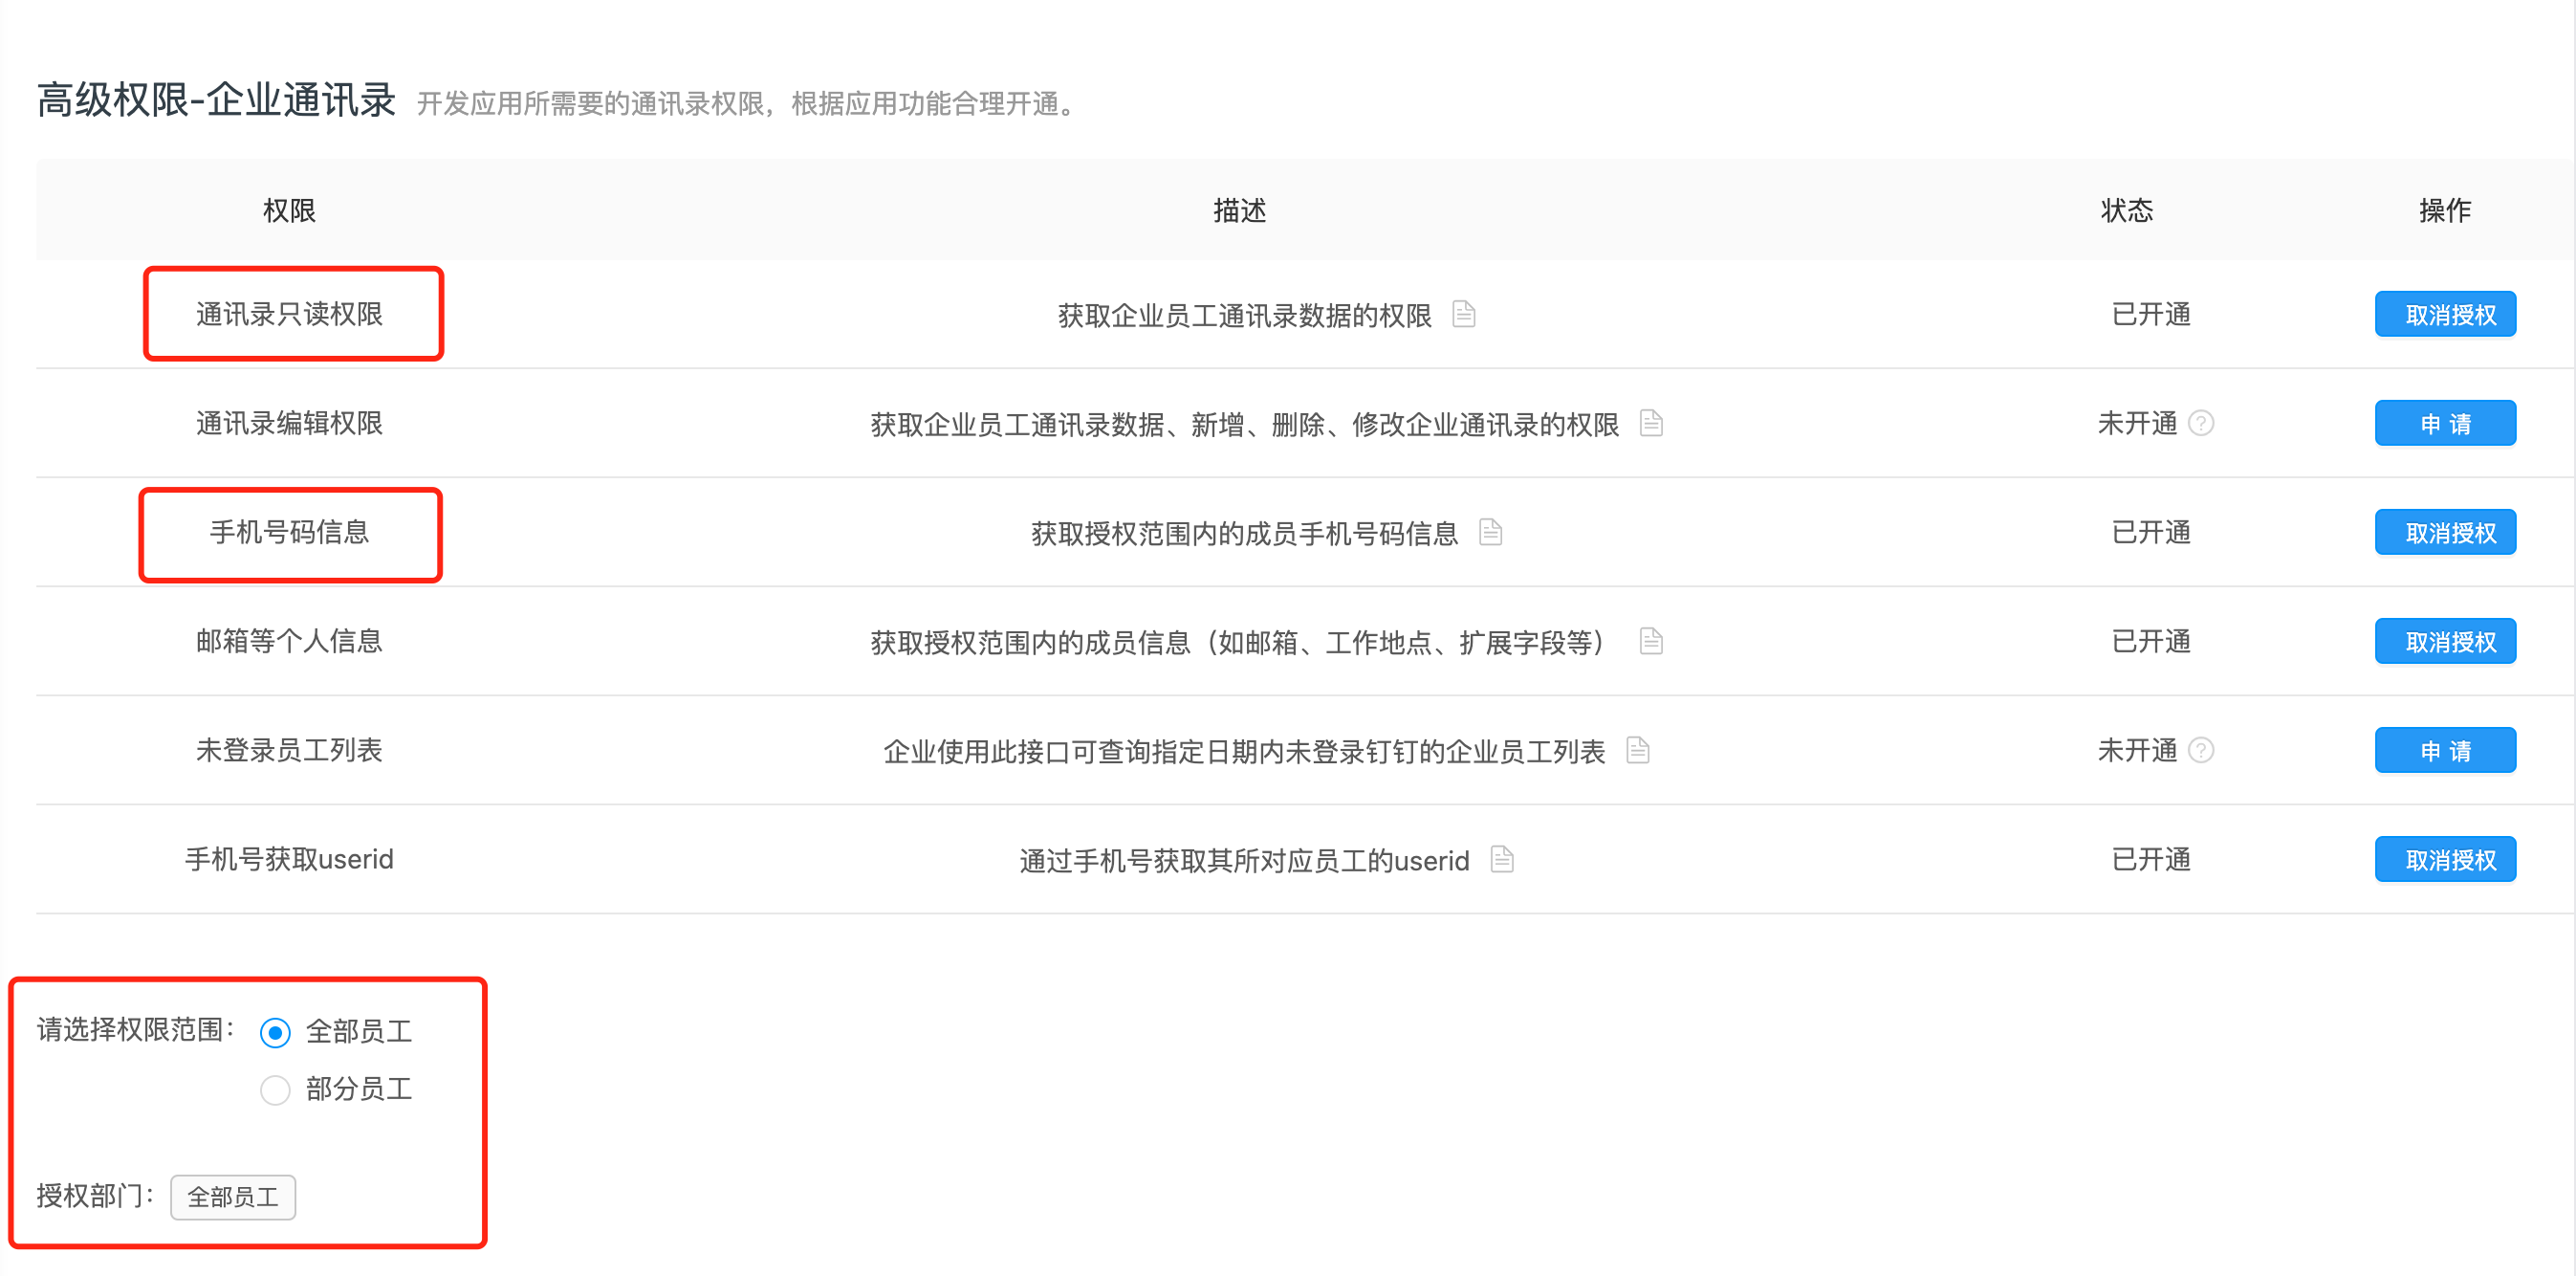 高级权限-企业通讯录 开发应用所需要的通讯录权限，根据应用功能合理开通。
权限 描述 状态 操作
通讯录只读权限 获取企业员工通讯录数据的权限 已开通 取消授权
通讯录编辑权限 获取企业员工通讯录数据、新增、删除、修改企业通讯录的权限 未开通 ? 申 请
手机号码信息 获取授权范围内的成员手机号码信息 已开通 取消授权
邮箱等个人信息 获取授权范围内的成员信息（如邮箱、工作地点、扩展字段等） 已开通 取消授权
未登录员工列表 企业使用此接口可查询指定日期内未登录钉钉的企业员工列表 未开通 ? 申 请
手机号获取userid 通过手机号获取其所对应员工的userid 已开通 取消授权
请选择权限范围： 全部员工
部分员工
授权部门： 全部员工